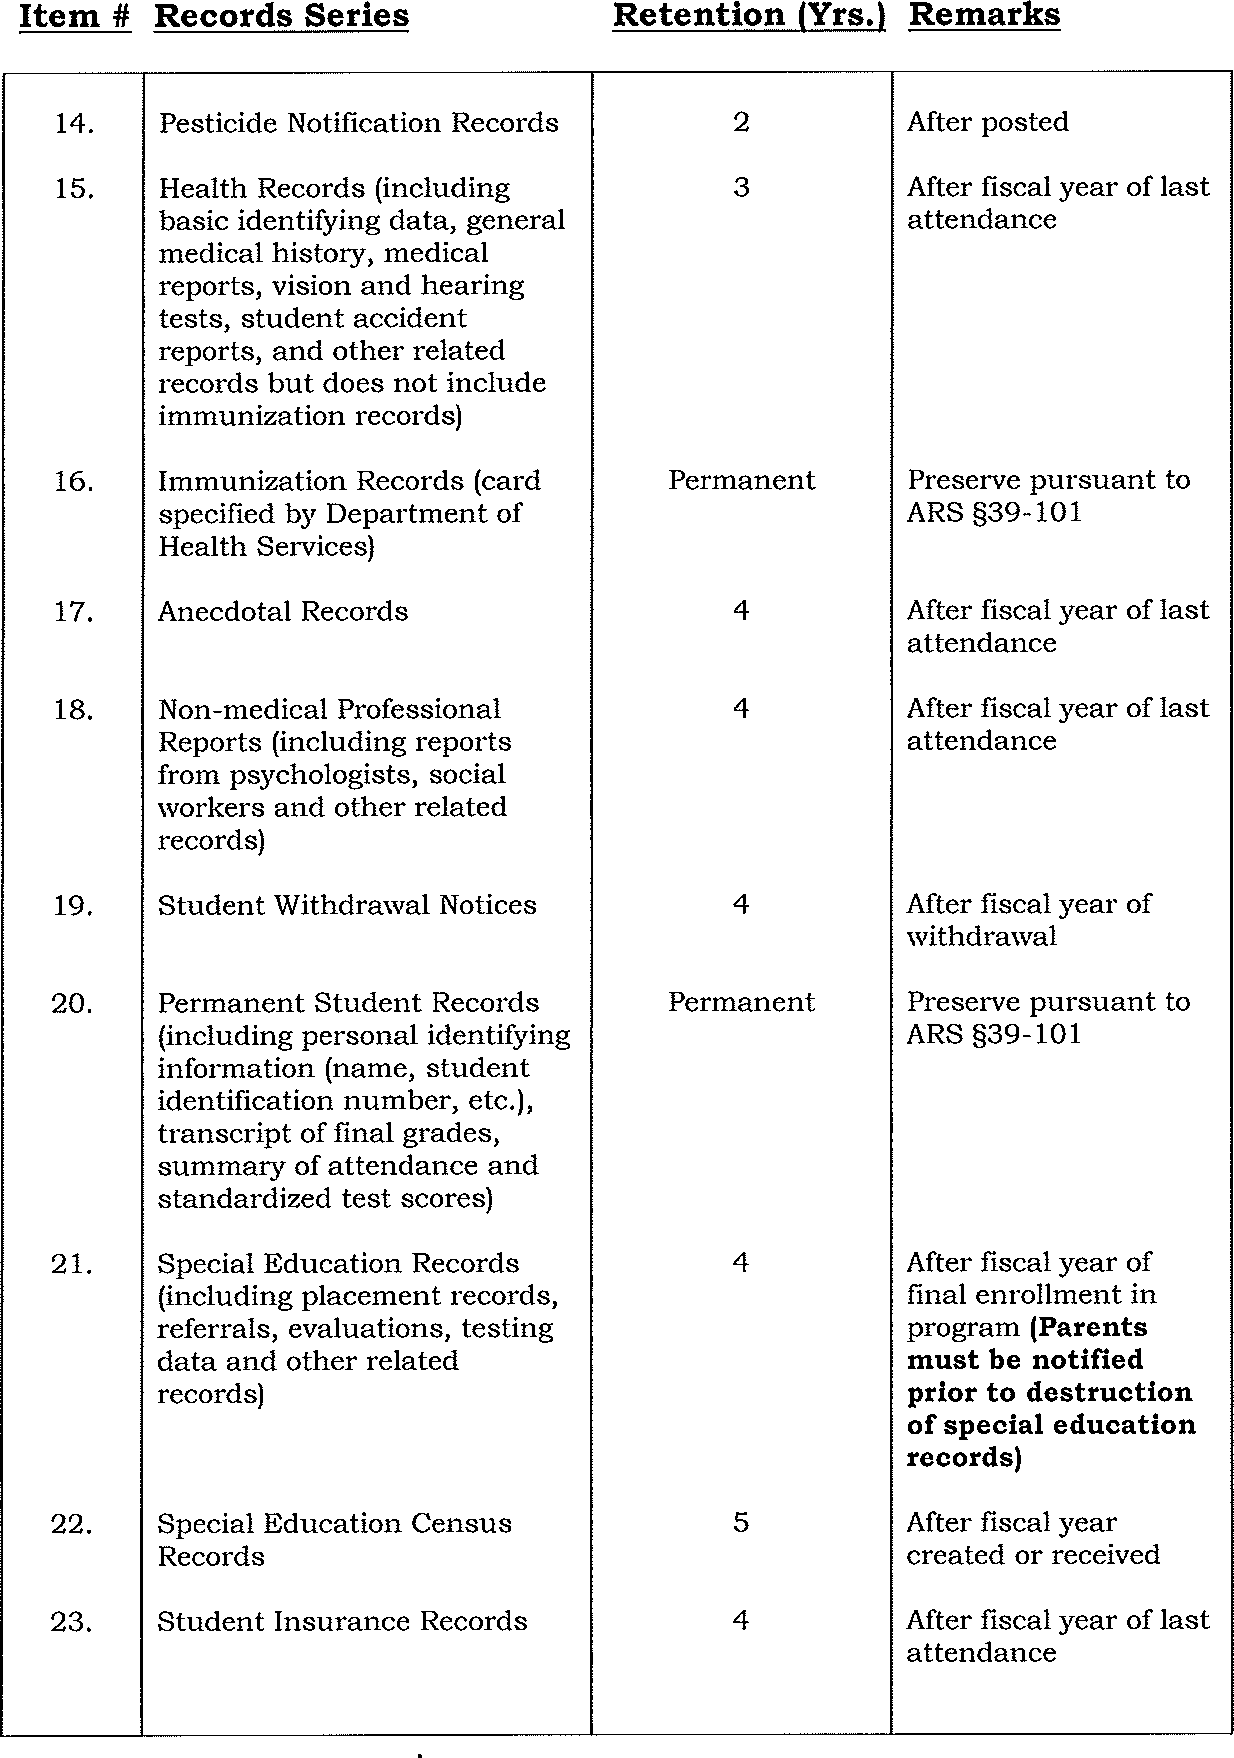 Item # Records Series Retention (Yrs.) Remarks
14. Pesticide Notification Records 2 After posted
15. Health Records (including 3 After fiscal year of last
basic identifying data, general attendance
medical history, medical
reports, vision and hearing
tests, student accident
reports, and other related
records but does not include
immunization records)
16. Immunization Records (card Permanent Preserve pursuant to
specified by Department of ARS §39-101
Health Services)
17. Anecdotal Records 4 After fiscal year of last
attendance
18. Non-medical Professional 4 After fiscal year of last
Reports (including reports attendance
from psychologists, social
workers and other related
records)
19. Student Withdrawal Notices 4 After fiscal year of
withdrawal
20. Permanent Student Records Permanent Preserve pursuant to
(including personal identifying ARS §39-101
information (name, student
identification number, etc.),
transcript of final grades,
summary of attendance and
standardized test scores)
21. Special Education Records 4 After fiscal year of
(including placement records, final enrollment in
referrals, evaluations, testing program (Parents
data and other related must be notified
records) prior to destruction
of special education
records)
22. Special Education Census 5 After fiscal year
Records created or received
23. Student Insurance Records 4 After fiscal year of last
attendance